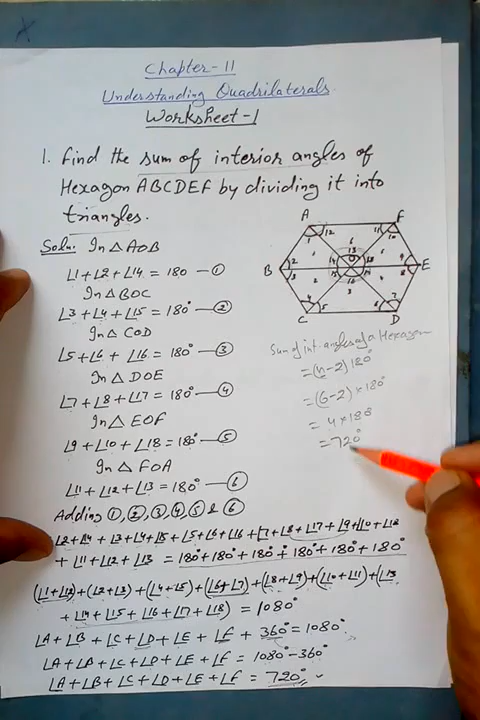 Chapter-11
Understanding Quadrilaterals.
Worksheet-1
1. Find the sum of interior angles of
Hexagon ABCDEF by dividing it into
triangles.
Soln: In △AOB
∠1+∠2+∠14 = 180 —①
In △BOC
∠3+∠4+∠15 = 180° —②
In △COD
∠5+∠6 +∠16 = 180° —③
In △DOE
∠7+∠8+∠17 = 180° —④
In △EOF
∠9+∠10+∠18 = 180° —⑤
In △FOA
∠11+∠12+∠13 = 180° —⑥
Adding ①,②,③,④,⑤ & ⑥
∠2+∠14 +∠3+∠4+∠15 +∠5+∠6+∠16 +∠7+∠8+∠17+∠9+∠10+∠18
+∠11+∠12+∠13 = 180°+180°+180°+180°+180°+180°
(∠1+∠12)+(∠2+∠3)+(∠4+∠5)+(∠6+∠7)+(∠8+∠9)+(∠10+∠11)+(∠13
+∠14+∠15+∠16+∠17+∠18) = 1080°
∠A+∠B+∠C+∠D+∠E+∠F+360°=1080°
∠A+∠B+∠C+∠D+∠E+∠F = 1080°-360°
∠A+∠B+∠C+∠D+∠E+∠F = 720°
A F
B O E
C D
Sum of int. angles of a Hexagon
=(n-2)180°
=(6-2)×180°
= 4×180
=720°